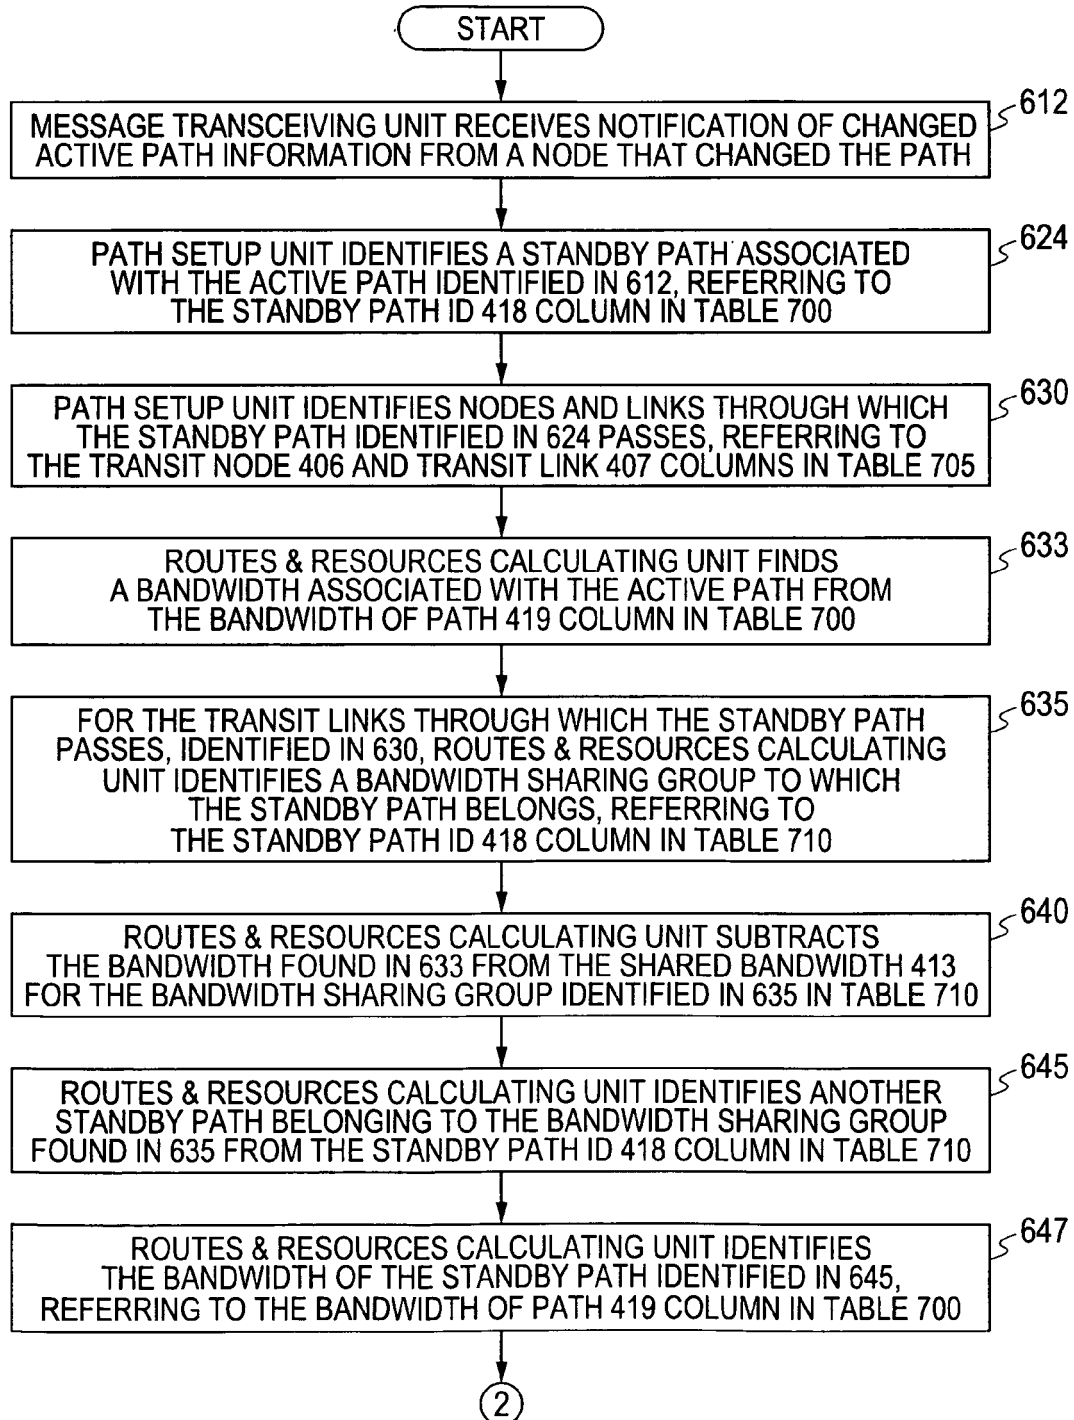 START
612
MESSAGE TRANSCEIVING UNIT RECEIVES NOTIFICATION OF CHANGED
ACTIVE PATH INFORMATION FROM A NODE THAT CHANGED THE PATH
624
PATH SETUP UNIT IDENTIFIES A STANDBY PATH ASSOCIATED
WITH THE ACTIVE PATH IDENTIFIED IN 612, REFERRING TO
THE STANDBY PATH ID 418 COLUMN IN TABLE 700
630
PATH SETUP UNIT IDENTIFIES NODES AND LINKS THROUGH WHICH
THE STANDBY PATH IDENTIFIED IN 624 PASSES, REFERRING TO
THE TRANSIT NODE 406 AND TRANSIT LINK 407 COLUMNS IN TABLE 705
633
ROUTES & RESOURCES CALCULATING UNIT FINDS
A BANDWIDTH ASSOCIATED WITH THE ACTIVE PATH FROM
THE BANDWIDTH OF PATH 419 COLUMN IN TABLE 700
635
FOR THE TRANSIT LINKS THROUGH WHICH THE STANDBY PATH
PASSES, IDENTIFIED IN 630, ROUTES & RESOURCES CALCULATING
UNIT IDENTIFIES A BANDWIDTH SHARING GROUP TO WHICH
THE STANDBY PATH BELONGS, REFERRING TO
THE STANDBY PATH ID 418 COLUMN IN TABLE 710
640
ROUTES & RESOURCES CALCULATING UNIT SUBTRACTS
THE BANDWIDTH FOUND IN 633 FROM THE SHARED BANDWIDTH 413
FOR THE BANDWIDTH SHARING GROUP IDENTIFIED IN 635 IN TABLE 710
645
ROUTES & RESOURCES CALCULATING UNIT IDENTIFIES ANOTHER
STANDBY PATH BELONGING TO THE BANDWIDTH SHARING GROUP
FOUND IN 635 FROM THE STANDBY PATH ID 418 COLUMN IN TABLE 710
647
ROUTES & RESOURCES CALCULATING UNIT IDENTIFIES
THE BANDWIDTH OF THE STANDBY PATH IDENTIFIED IN 645,
REFERRING TO THE BANDWIDTH OF PATH 419 COLUMN IN TABLE 700
2